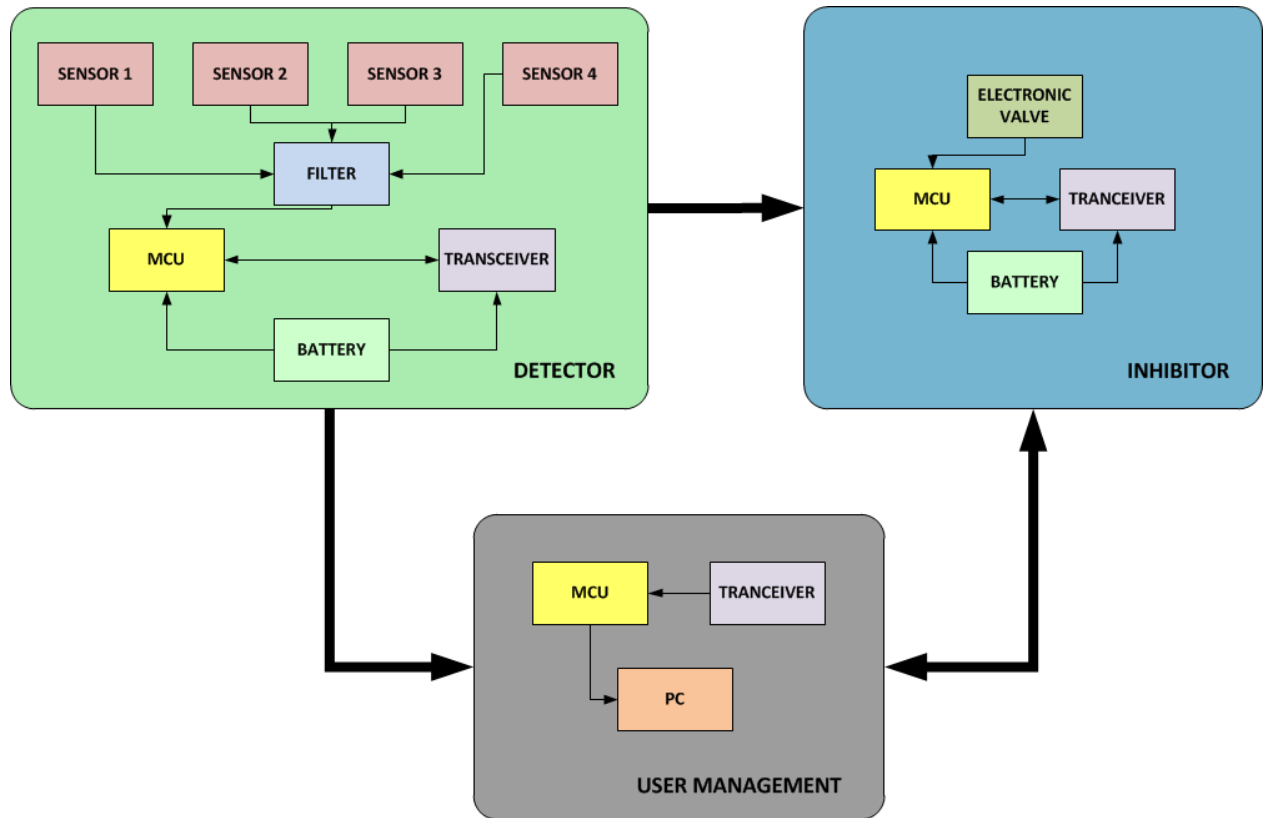 SENSOR 1
SENSOR 2
SENSOR 3
SENSOR 4
FILTER
MCU
TRANSCEIVER
BATTERY
DETECTOR
ELECTRONIC
VALVE
MCU
TRANCEIVER
BATTERY
INHIBITOR
MCU
TRANCEIVER
PC
USER MANAGEMENT